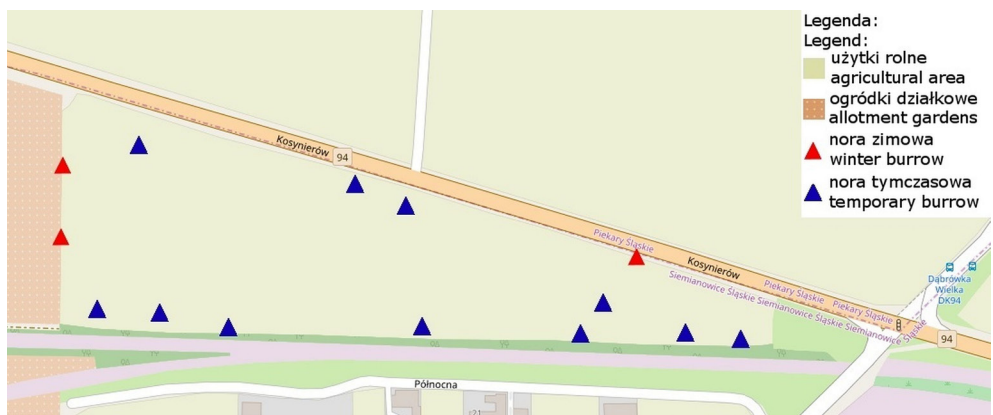 Legenda:
Legend:
użytki rolne
agricultural area
ogródki działkowe
allotment gardens
nora zimowa
winter burrow
nora tymczasowa
temporary burrow
Kosynierów
94
Piekary Śląskie
Kosynierów
Siemianowice Śląskie Siemianowice Śląskie Siemianowice Śląskie
Piekary Śląskie
Piekary Śląskie
Dąbrówka
Wielka
DK94
94
Północna